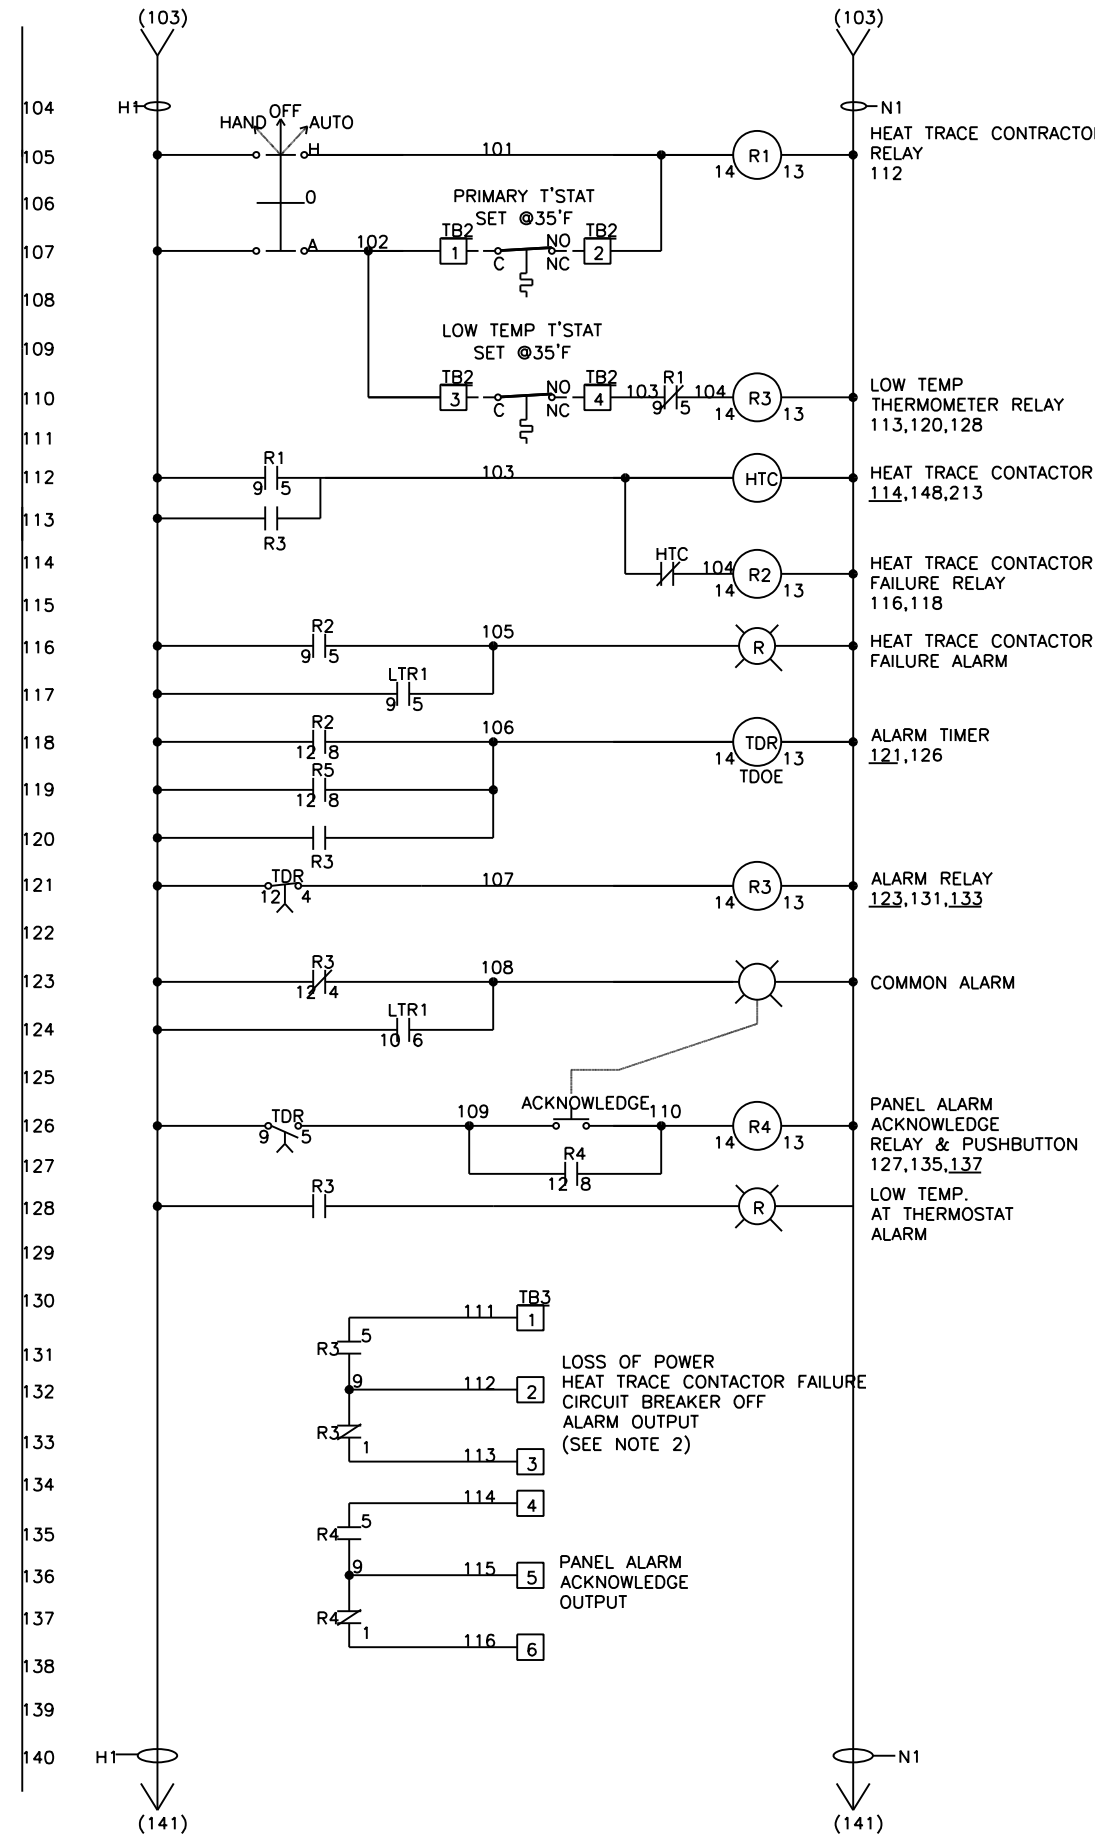 (103) (103)
104 H1 N1
HAND OFF AUTO
HEAT TRACE CONTRACTO
105 H 101 R1 RELAY
14 13 112
106 O PRIMARY T'STAT
SET @35'F
107 A 102 TB2 1 C NO NC TB2 2
108
109 LOW TEMP T'STAT
SET @35'F
110 TB2 3 C NO NC TB2 4 103 R1 9 5 104 R3 14 13 LOW TEMP
THERMOMETER RELAY
111 113,120,128
112 R1 9 5 103 HTC HEAT TRACE CONTACTOR
114,148,213
113 R3
114 HTC 104 R2 14 13 HEAT TRACE CONTACTOR
FAILURE RELAY
115 116,118
116 R2 9 5 105 R HEAT TRACE CONTACTOR
FAILURE ALARM
117 LTR1 9 5
118 R2 12 8 106 TDR 14 13 ALARM TIMER
TDOE 121,126
119 R5 12 8
120 R3
121 TDR 12 4 107 R3 14 13 ALARM RELAY
123,131,133
122
123 R3 12 4 108 COMMON ALARM
124 LTR1 10 6
125
126 TDR 9 5 109 ACKNOWLEDGE 110 R4 14 13 PANEL ALARM
ACKNOWLEDGE
RELAY & PUSHBUTTON
127 R4 12 8 127,135,137
128 R3 R LOW TEMP.
AT THERMOSTAT
ALARM
129
130 111 TB3 1
131 R3 5
LOSS OF POWER
132 9 112 2 HEAT TRACE CONTACTOR FAILURE
CIRCUIT BREAKER OFF
ALARM OUTPUT
133 R3 1 (SEE NOTE 2)
113 3
134 114 4
135 R4 5
136 9 115 5 PANEL ALARM
ACKNOWLEDGE
OUTPUT
137 R4 1
116 6
138
139
140 H1 N1
(141) (141)